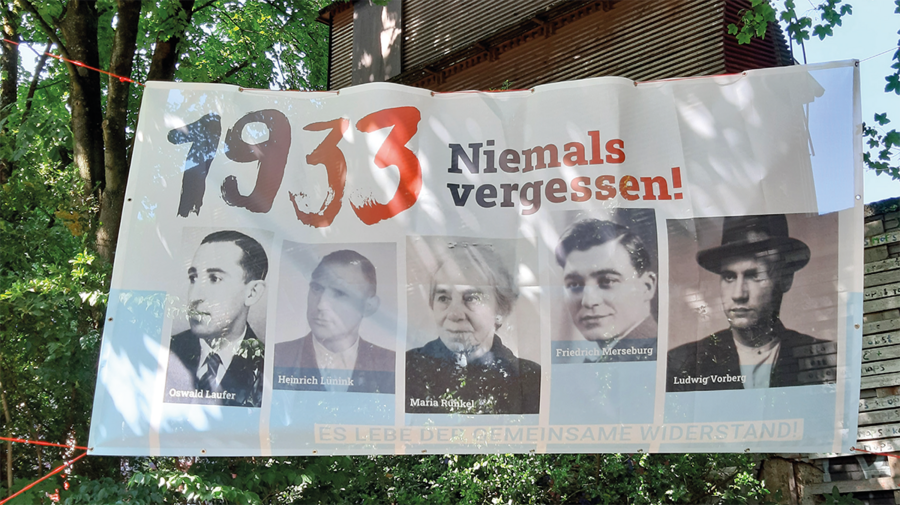 1933
Niemals
vergessen!
Oswald Laufer
Heinrich Lünink
Maria Runkel
Friedrich Merseburg
Ludwig Vorberg
ES LEBE DER GEMEINSAME WIDERSTAND!